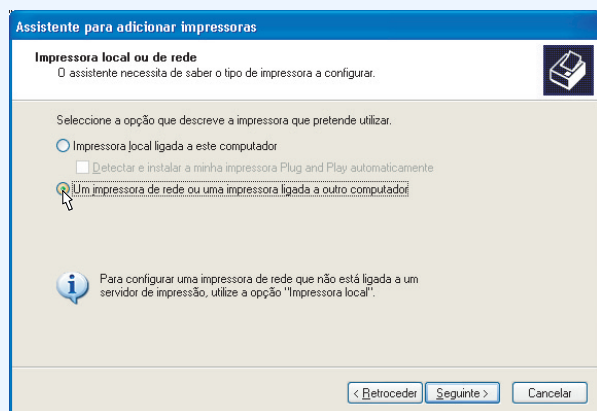 Assistente para adicionar impressoras
Impressora local ou de rede
O assistente necessita de saber o tipo de impressora a configurar.
Seleccione a opção que descreve a impressora que pretende utilizar.
Impressora local ligada a este computador
Detectar e instalar a minha impressora Plug and Play automaticamente
Um impressora de rede ou uma impressora ligada a outro computador
Para configurar uma impressora de rede que não está ligada a um
servidor de impressão, utilize a opção "Impressora local".
< Retroceder Seguinte > Cancelar